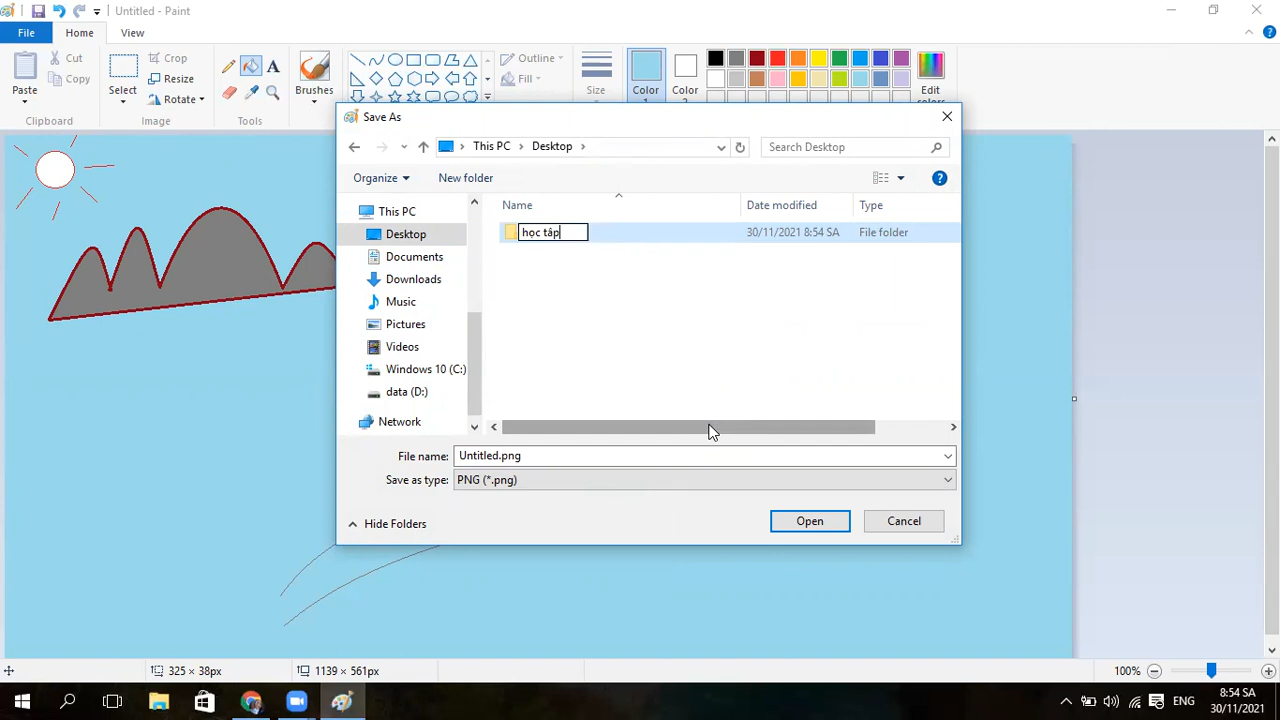 Untitled - Paint
File
Home
View
Paste
Cut
Copy
Clipboard
Select
Crop
Resize
Rotate
Image
Tools
Brushes
Outline
Fill
Size
Color
1
Color
2
Edit
colors
Save As
This PC
Desktop
Search Desktop
Organize
New folder
This PC
Desktop
Documents
Downloads
Music
Pictures
Videos
Windows 10 (C:)
data (D:)
Network
Name
Date modified
Type
học tâp
30/11/2021 8:54 SA
File folder
File name:
Untitled.png
Save as type:
PNG (*.png)
Hide Folders
Open
Cancel
325 × 38px
1139 × 561px
100%
ENG
8:54 SA
30/11/2021